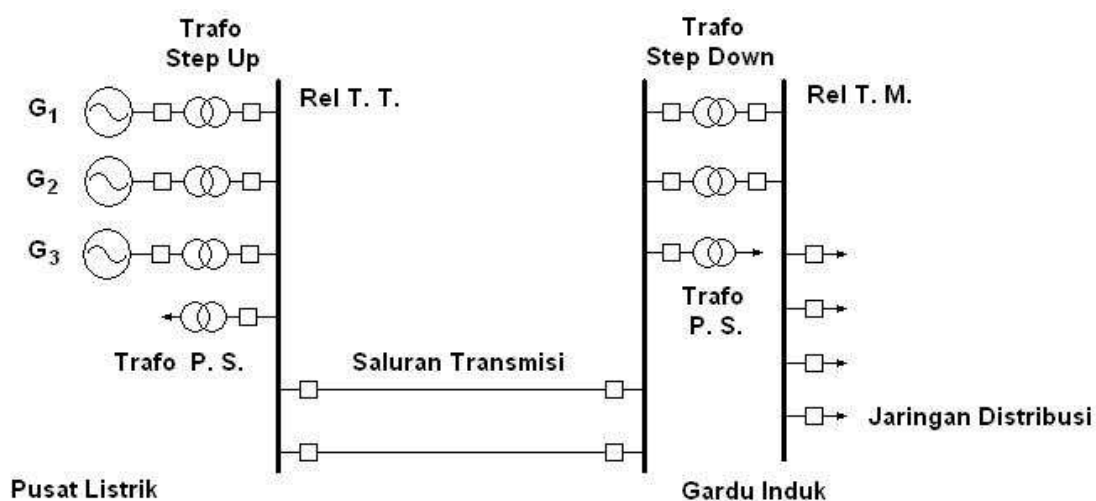 Trafo
Step Up
Trafo
Step Down
G1
Rel T. T.
Rel T. M.
G2
G3
Trafo P. S.
Trafo
P. S.
Saluran Transmisi
Jaringan Distribusi
Pusat Listrik
Gardu Induk